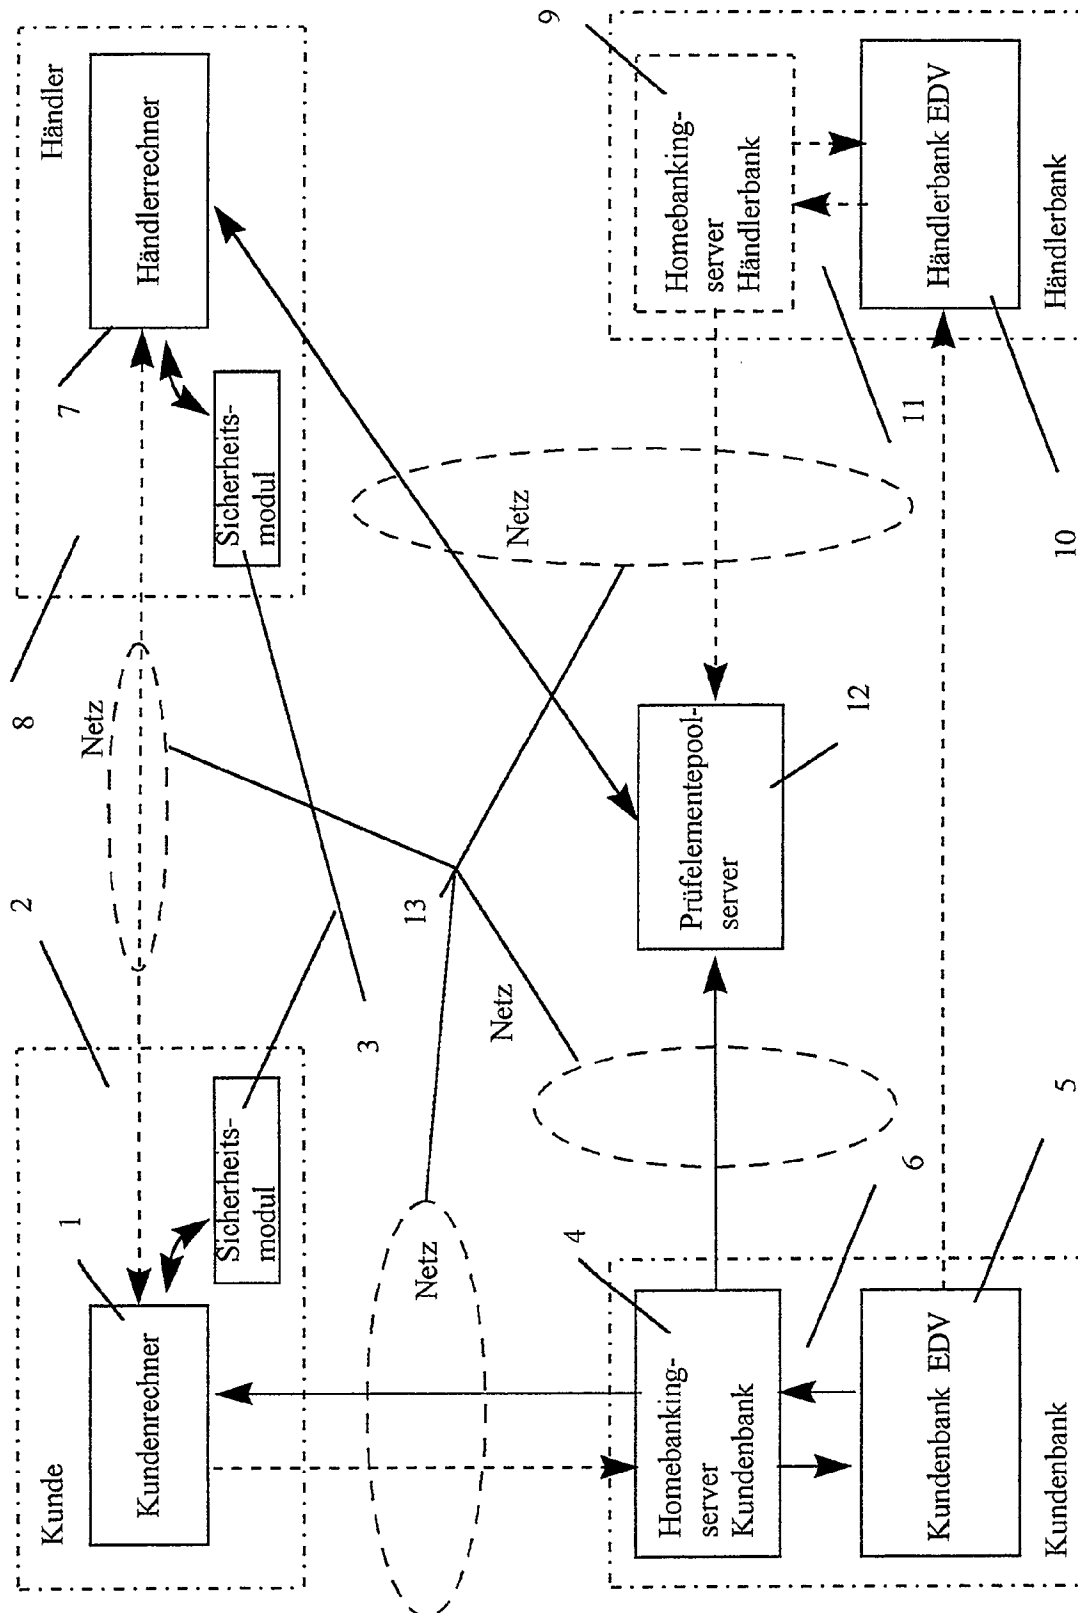 Kunde
Kundenrechner
1
Sicherheits-
modul
2
Netz
8
7
Händler
Händlerrechner
Sicherheits-
modul
3
13
Netz
Netz
Netz
4
Homebanking-
server
Kundenbank
6
Kundenbank EDV
5
Kundenbank
Prüfelementepool-
server
12
9
Homebanking-
server
Händlerbank
11
Händlerbank EDV
10
Händlerbank